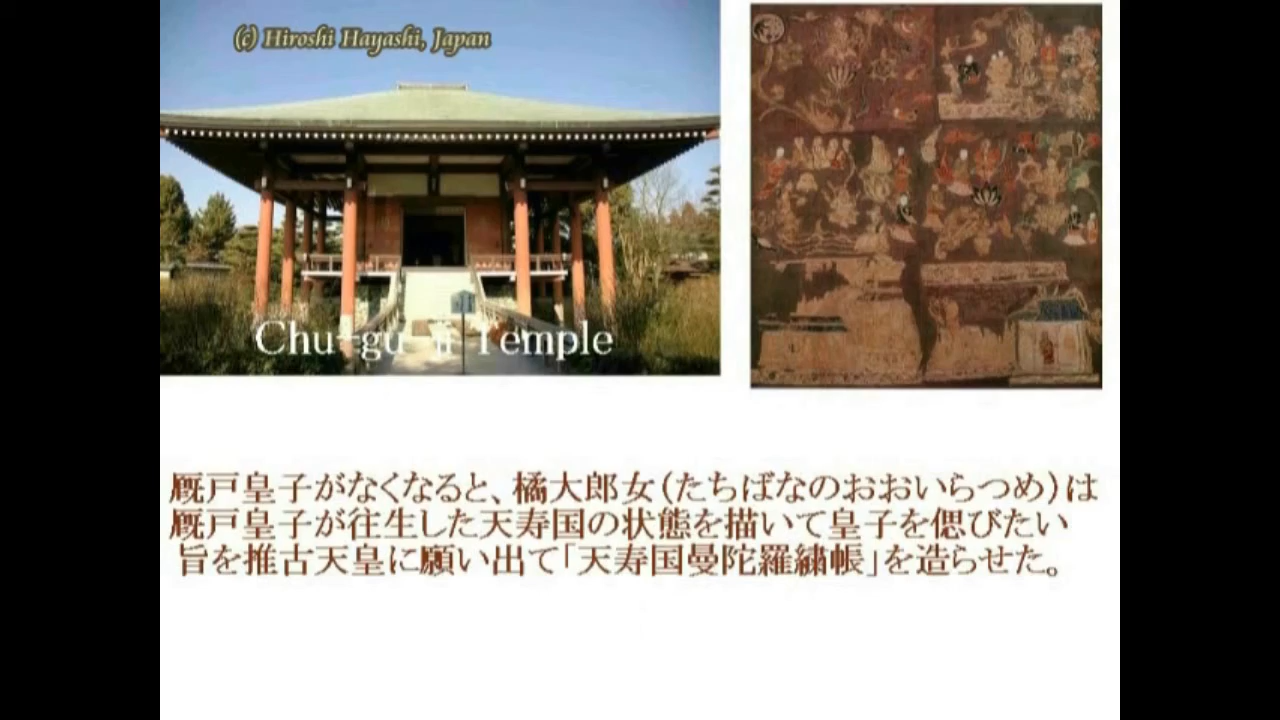 (c) Hiroshi Hayashi, Japan
Chu-gu-ji Temple
厩戸皇子がなくなると、橘大郎女(たちばなのおおいらつめ)は
厩戸皇子が往生した天寿国の状態を描いて皇子を偲びたい
旨を推古天皇に願い出て「天寿国曼陀羅繍帳」を造らせた。